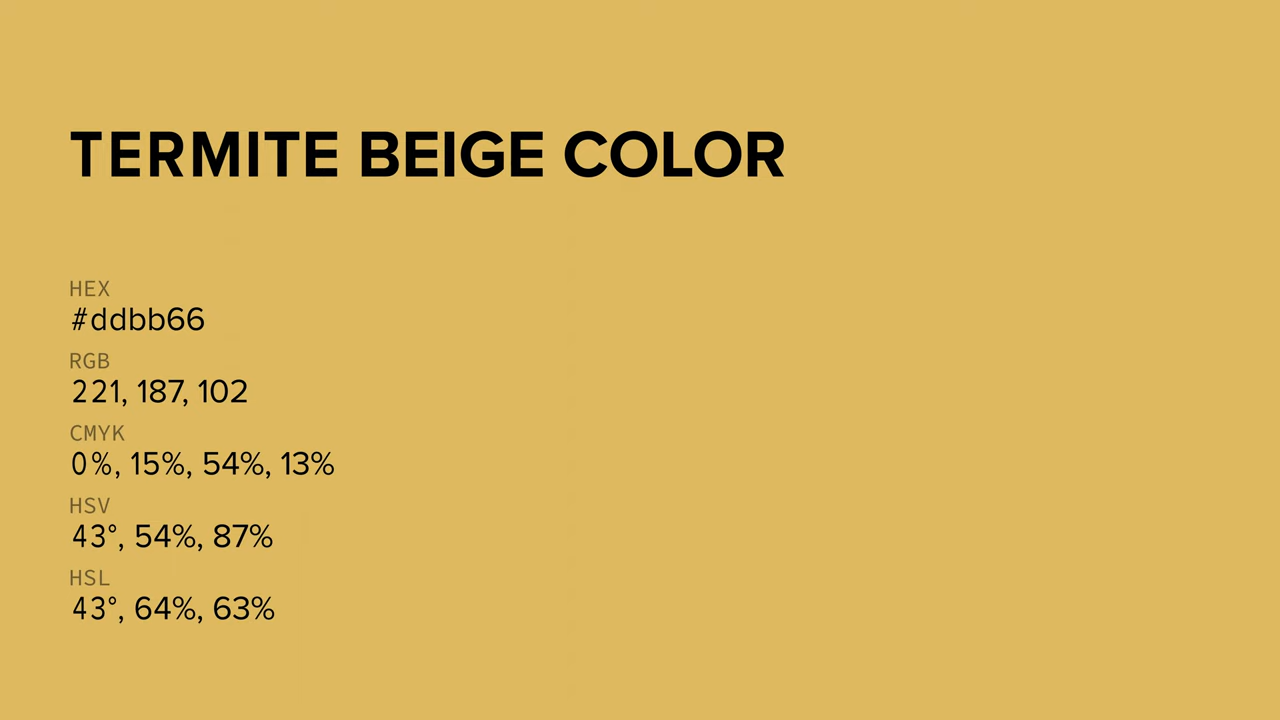 TERMITE BEIGE COLOR
HEX
#ddbb66
RGB
221, 187, 102
CMYK
0%, 15%, 54%, 13%
HSV
43°, 54%, 87%
HSL
43°, 64%, 63%